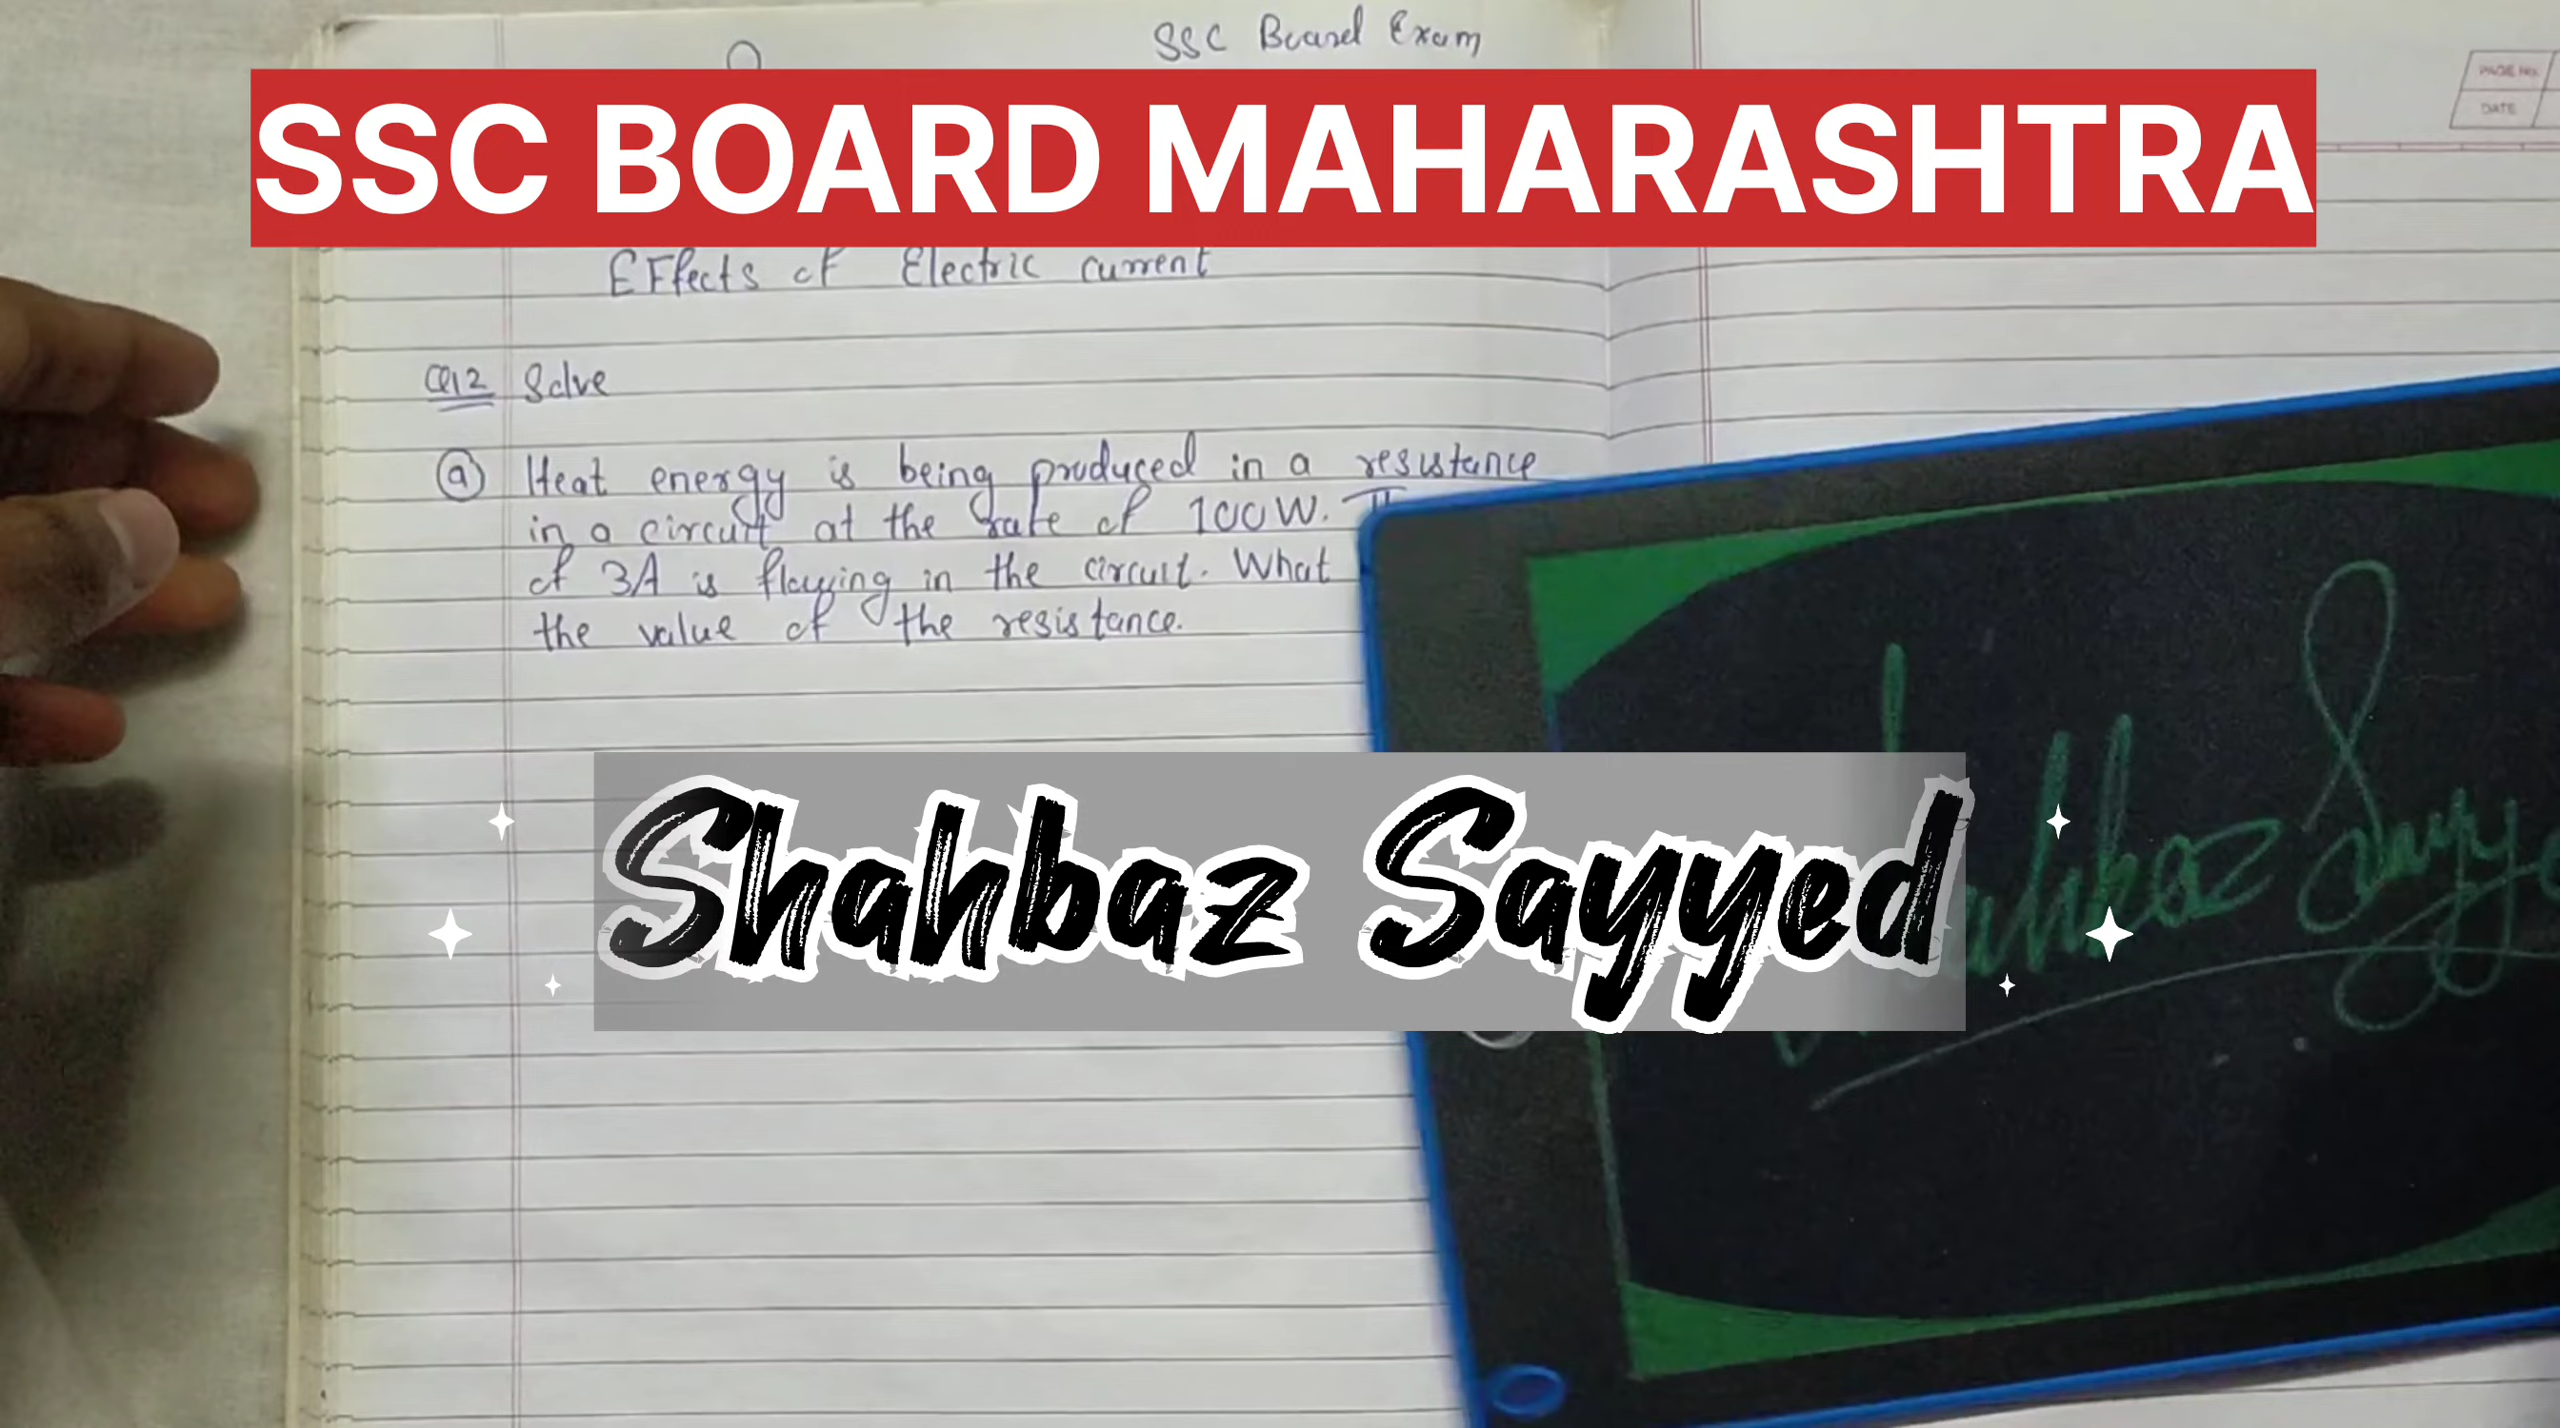 SSC Board Exam
SSC BOARD MAHARASHTRA
PAGE No.
DATE
Effects of Electric current
Q12 Solve
(a) Heat energy is being produced in a resistance
in a circuit at the rate of 100W.
of 3A is flowing in the circuit. What
the value of the resistance.
Shahbaz Sayyed